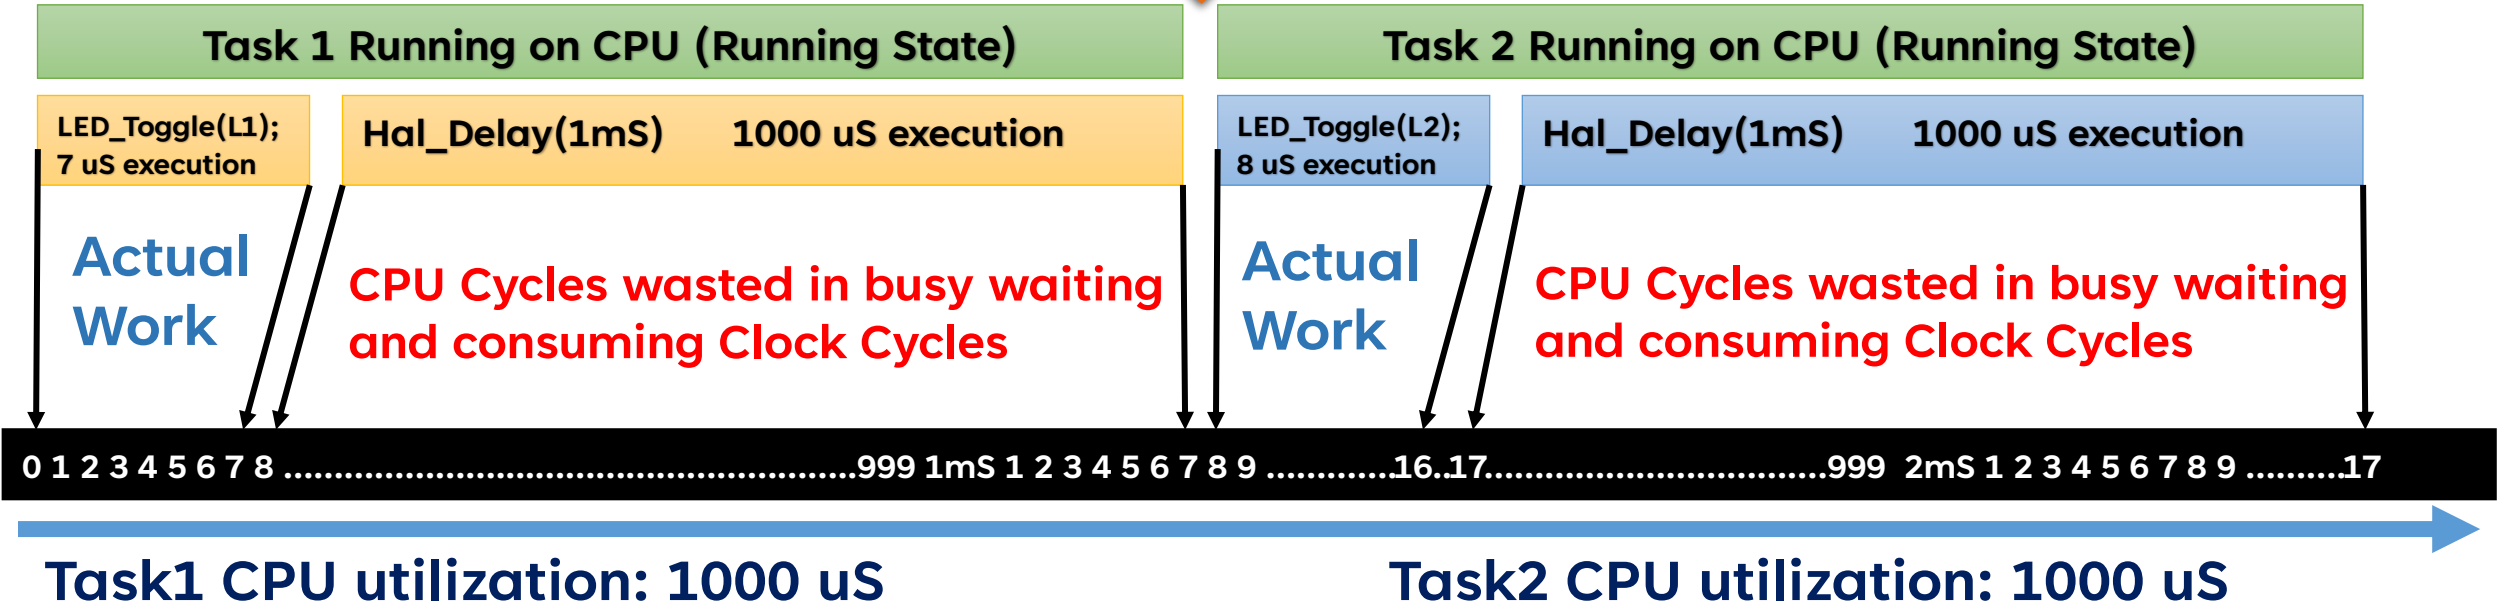 Task 1 Running on CPU (Running State)
Task 2 Running on CPU (Running State)
LED_Toggle(L1);
7 uS execution
Hal_Delay(1mS) 1000 uS execution
LED_Toggle(L2);
8 uS execution
Hal_Delay(1mS) 1000 uS execution
Actual
Work
CPU Cycles wasted in busy waiting
and consuming Clock Cycles
Actual
Work
CPU Cycles wasted in busy waiting
and consuming Clock Cycles
0 1 2 3 4 5 6 7 8 ........................................................999 1mS 1 2 3 4 5 6 7 8 9 .............16..17..................................999 2mS 1 2 3 4 5 6 7 8 9 ..........17
Task1 CPU utilization: 1000 uS
Task2 CPU utilization: 1000 uS